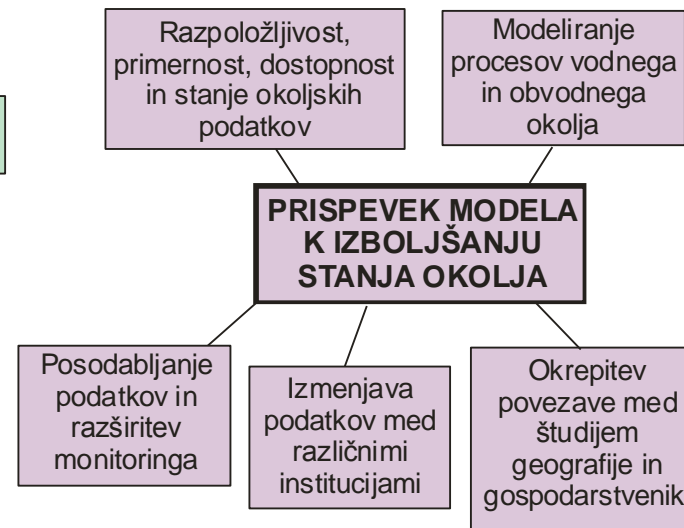 Razpoložljivost,
primernost, dostopnost
in stanje okoljskih
podatkov
Modeliranje
procesov vodnega
in obvodnega
okolja
PRISPEVEK MODELA
K IZBOLJŠANJU
STANJA OKOLJA
Posodabljanje
podatkov in
razširitev
monitoringa
Izmenjava
podatkov med
različnimi
institucijami
Okrepitev
povezave med
študijem
geografije in
gospodarstvenik